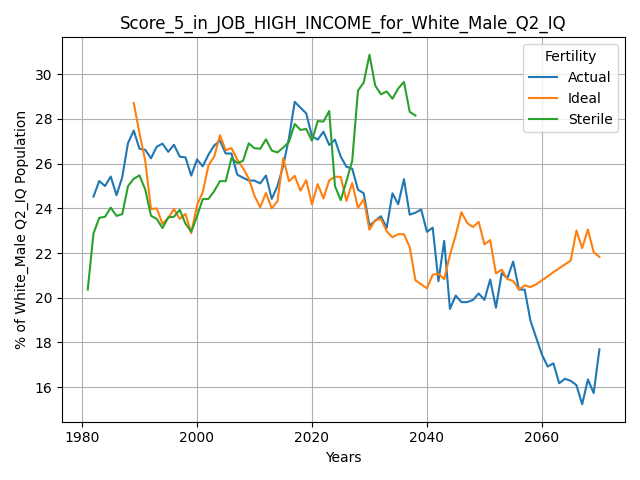 Score_5_in_JOB_HIGH_INCOME_for_White_Male_Q2_IQ
% of White_Male Q2_IQ Population
30
28
26
24
22
20
18
16
Fertility
Actual
Ideal
Sterile
1980 2000 2020 2040 2060
Years